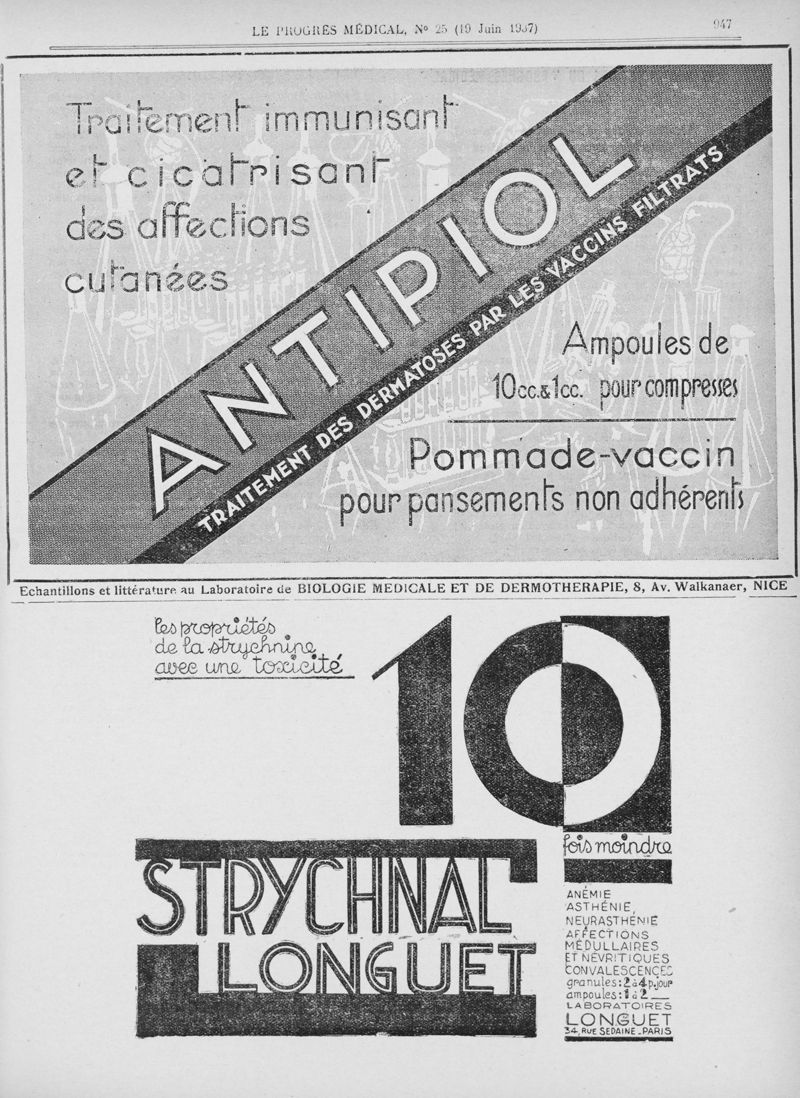 LE PROGRÈS MÉDICAL, No 25 (19 Juin 1937)
947
Traitement immunisant
et cicatrisant
des affections
cutanées
ANTIPIOL
TRAITEMENT DES DERMATOSES PAR LES VACCINS FILTRATS
Ampoules de
10cc.&1cc. pour compresses
Pommade-vaccin
pour pansements non adhérents
Echantillons et littérature au Laboratoire de BIOLOGIE MEDICALE ET DE DERMOTHERAPIE, 8, Av. Walkanaer, NICE
les propriétés
de la strychnine
avec une toxicité
10
fois moindre
STRYCHNAL
LONGUET
ANÉMIE
ASTHÉNIE,
NEURASTHÉNIE
AFFECTIONS
MÉDULLAIRES
ET NÉVRITIQUES
CONVALESCENCES
granules: 2 à 4 p. jour
ampoules: 1 à 2 __
LABORATOIRES
LONGUET
34, RUE SEDAINE _ PARIS